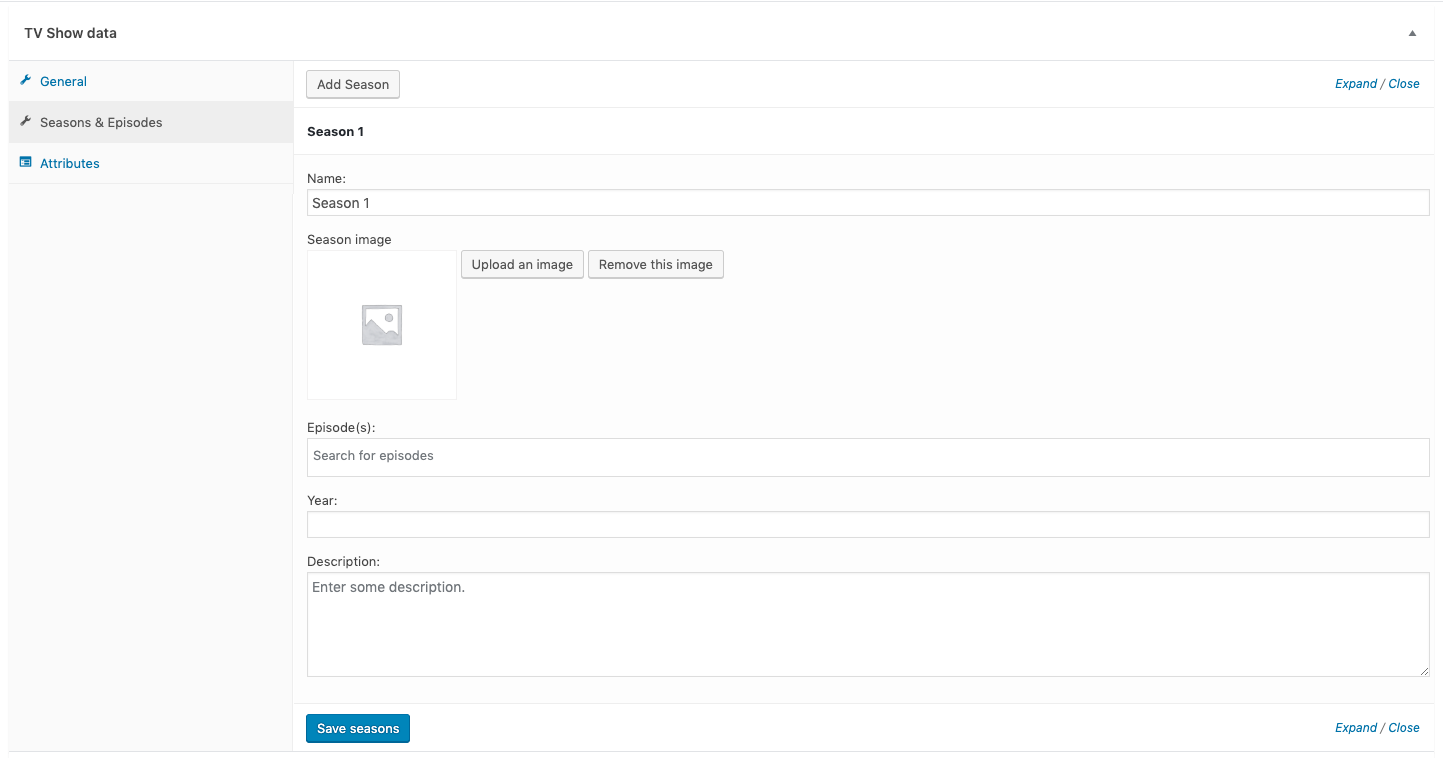 TV Show data
General
Seasons & Episodes
Attributes
Add Season
Expand / Close
Season 1
Name:
Season 1
Season image
Upload an image
Remove this image
Episode(s):
Search for episodes
Year:
Description:
Enter some description.
Save seasons
Expand / Close